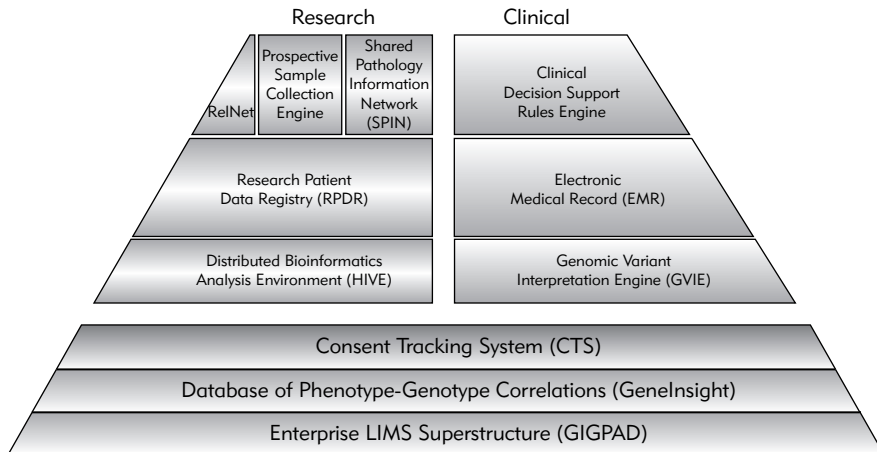 Research
Clinical
RelNet
Prospective
Sample
Collection
Engine
Shared
Pathology
Information
Network
(SPIN)
Clinical
Decision Support
Rules Engine
Research Patient
Data Registry (RPDR)
Electronic
Medical Record (EMR)
Distributed Bioinformatics
Analysis Environment (HIVE)
Genomic Variant
Interpretation Engine (GVIE)
Consent Tracking System (CTS)
Database of Phenotype-Genotype Correlations (GeneInsight)
Enterprise LIMS Superstructure (GIGPAD)